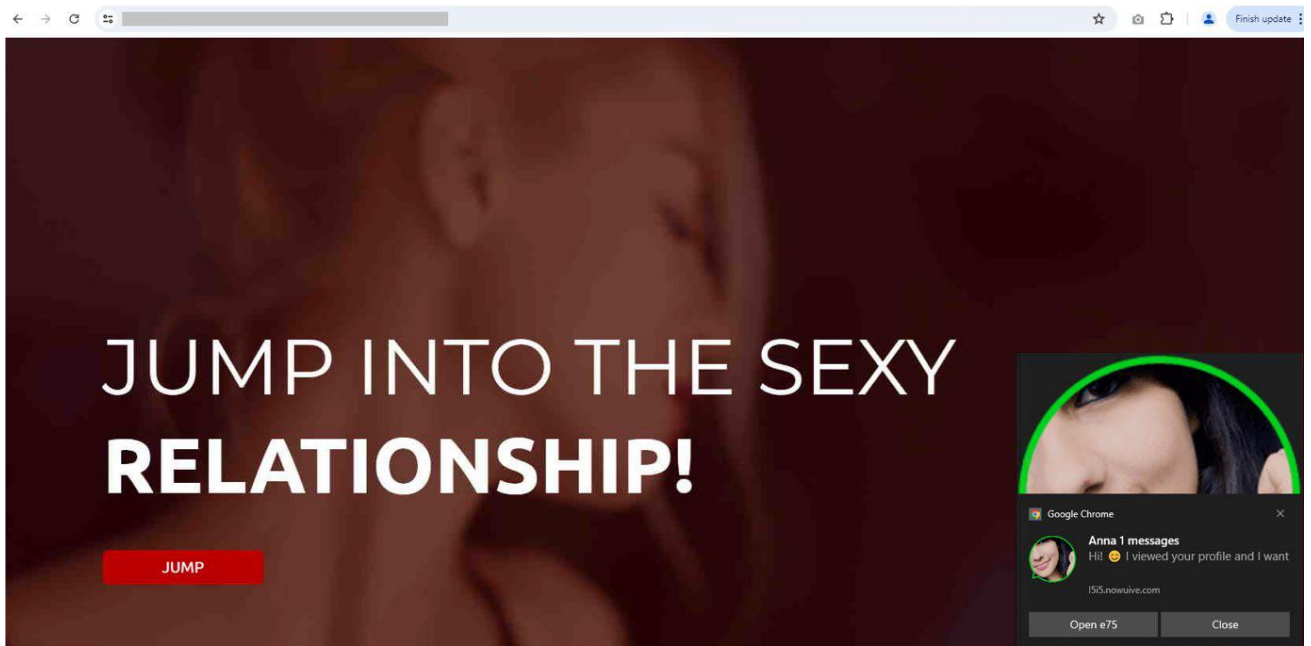 Finish update
JUMP INTO THE SEXY
RELATIONSHIP!
JUMP
Google Chrome
Anna 1 messages
Hi! 😊 I viewed your profile and I want
l5i5.nowuive.com
Open e75
Close